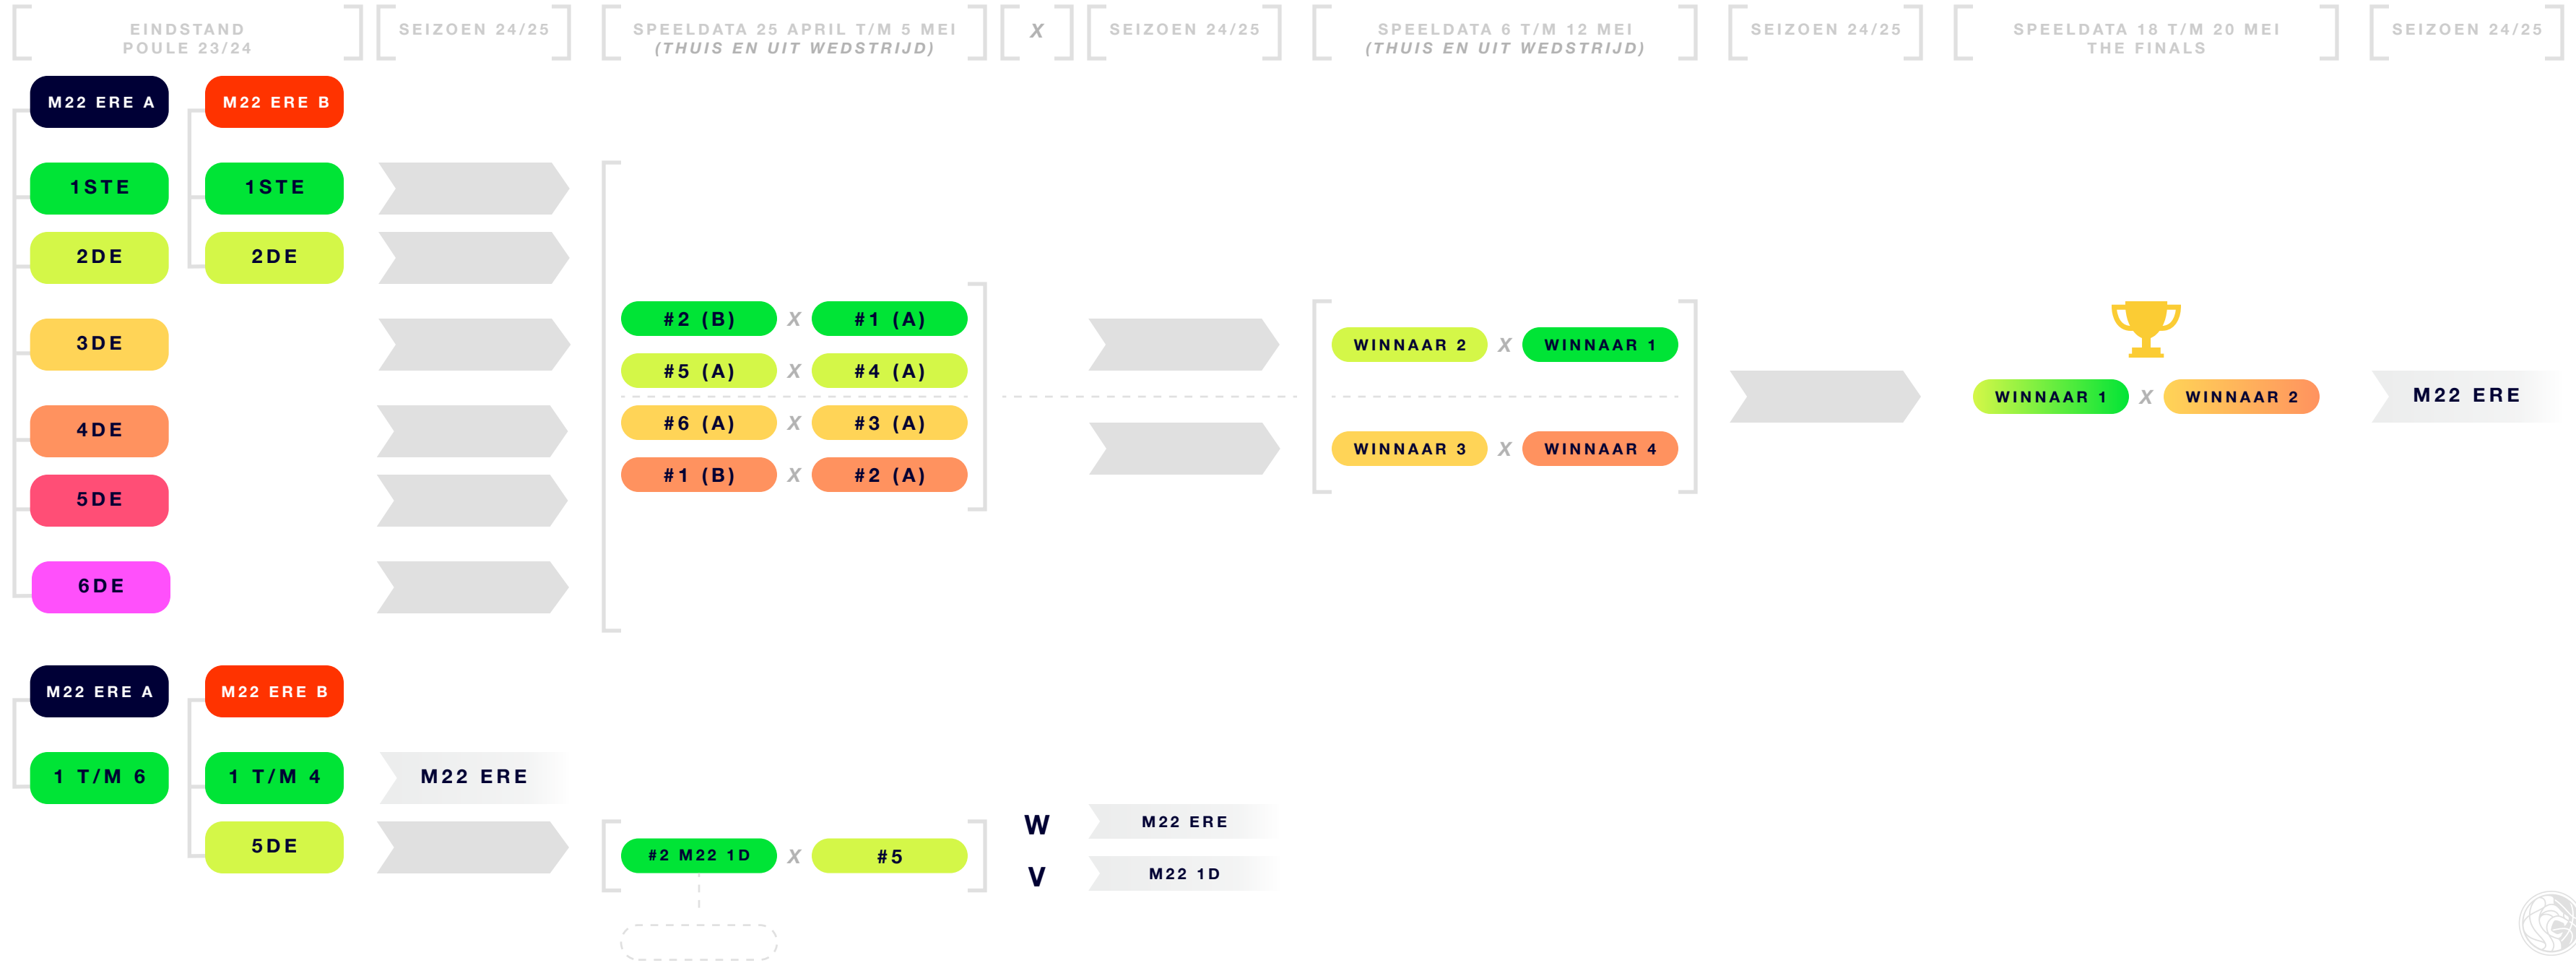 EINDSTAND
POULE 23/24
SEIZOEN 24/25
SPEELDATA 25 APRIL T/M 5 MEI
(THUIS EN UIT WEDSTRIJD)
X
SEIZOEN 24/25
SPEELDATA 6 T/M 12 MEI
(THUIS EN UIT WEDSTRIJD)
SEIZOEN 24/25
SPEELDATA 18 T/M 20 MEI
THE FINALS
SEIZOEN 24/25
M22 ERE A
M22 ERE B
1STE
1STE
2DE
2DE
3DE
4DE
5DE
6DE
#2 (B) X #1 (A)
#5 (A) X #4 (A)
#6 (A) X #3 (A)
#1 (B) X #2 (A)
WINNAAR 2 X WINNAAR 1
WINNAAR 3 X WINNAAR 4
WINNAAR 1 X WINNAAR 2
M22 ERE
M22 ERE A
M22 ERE B
1 T/M 6
1 T/M 4
M22 ERE
5DE
#2 M22 1D X #5
W
M22 ERE
V
M22 1D